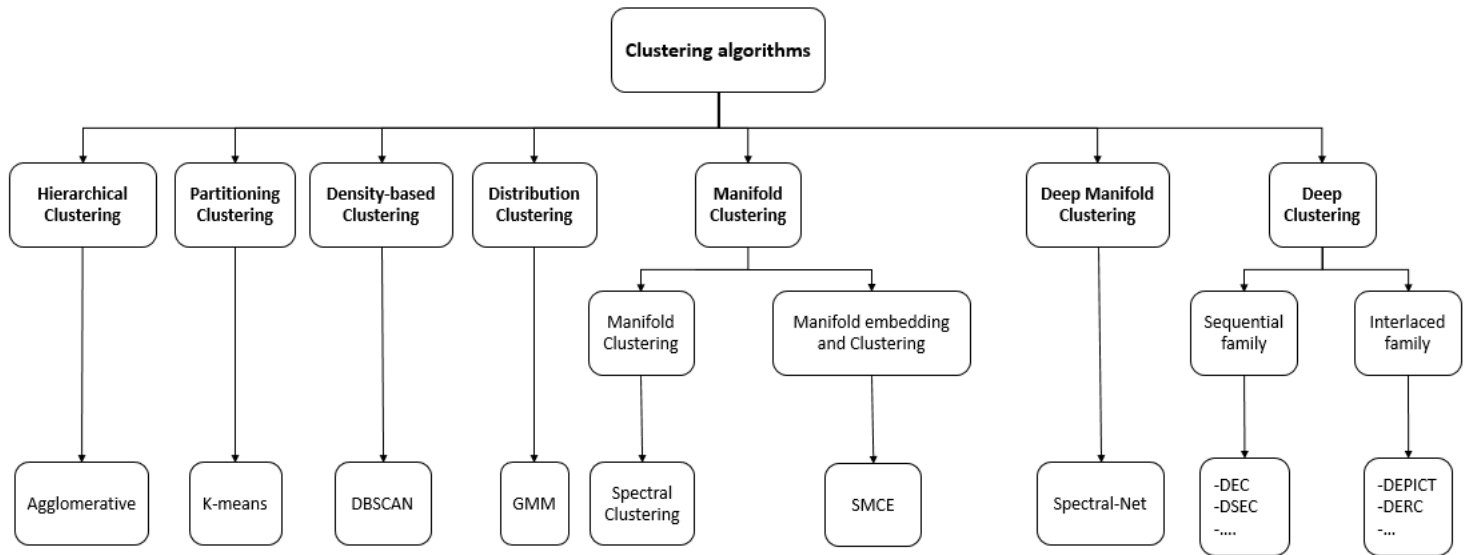 Clustering algorithms
Hierarchical
Clustering
Partitioning
Clustering
Density-based
Clustering
Distribution
Clustering
Manifold
Clustering
Deep Manifold
Clustering
Deep
Clustering
Manifold
Clustering
Manifold embedding
and Clustering
Sequential
family
Interlaced
family
Agglomerative
K-means
DBSCAN
GMM
Spectral
Clustering
SMCE
Spectral-Net
-DEC
-DSEC
-....
-DEPICT
-DERC
-...